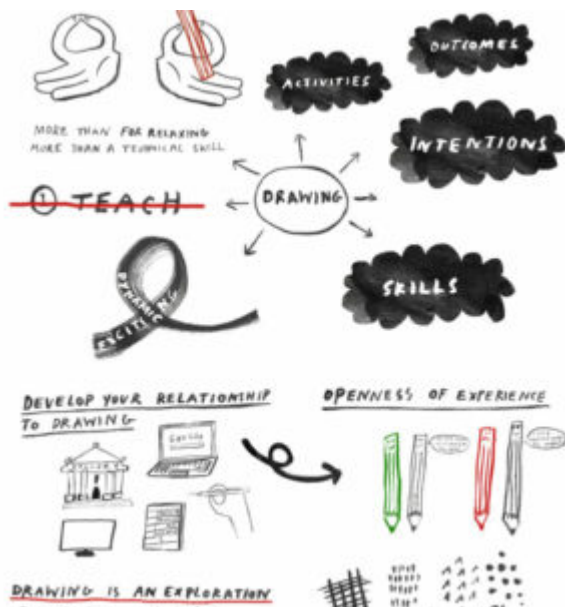 OUTCOMES
ACTIVITIES
INTENTIONS
MORE THAN FOR RELAXING
MORE THAN A TECHNICAL SKILL
① TEACH
DRAWING
DYNAMIC
EXCITING
SKILLS
DEVELOP YOUR RELATIONSHIP
TO DRAWING
OPENNESS OF EXPERIENCE
DRAWING IS AN EXPLORATION